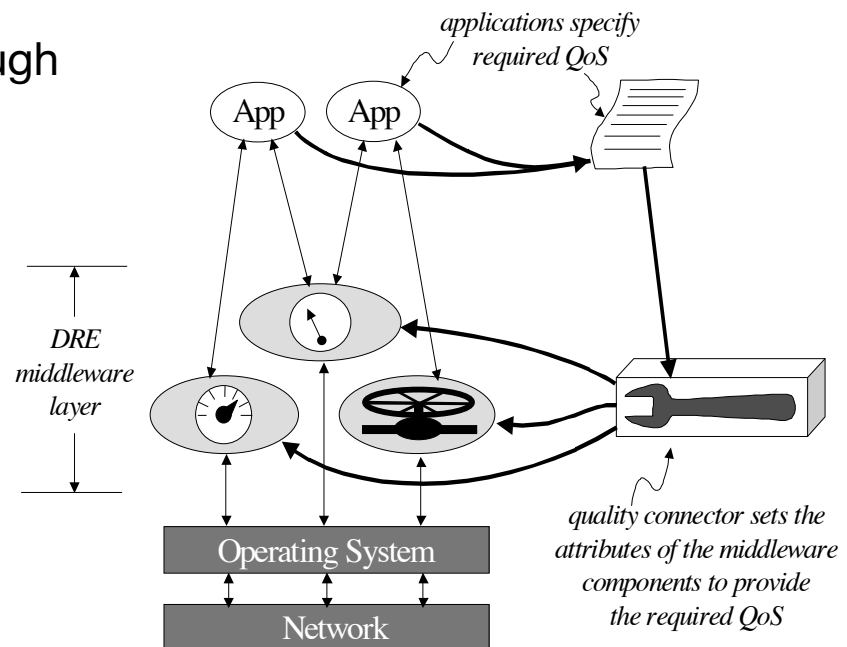 applications specify
required QoS
ugh
App
App
DRE
middleware
layer
Operating System
Network
quality connector sets the
attributes of the middleware
components to provide
the required QoS